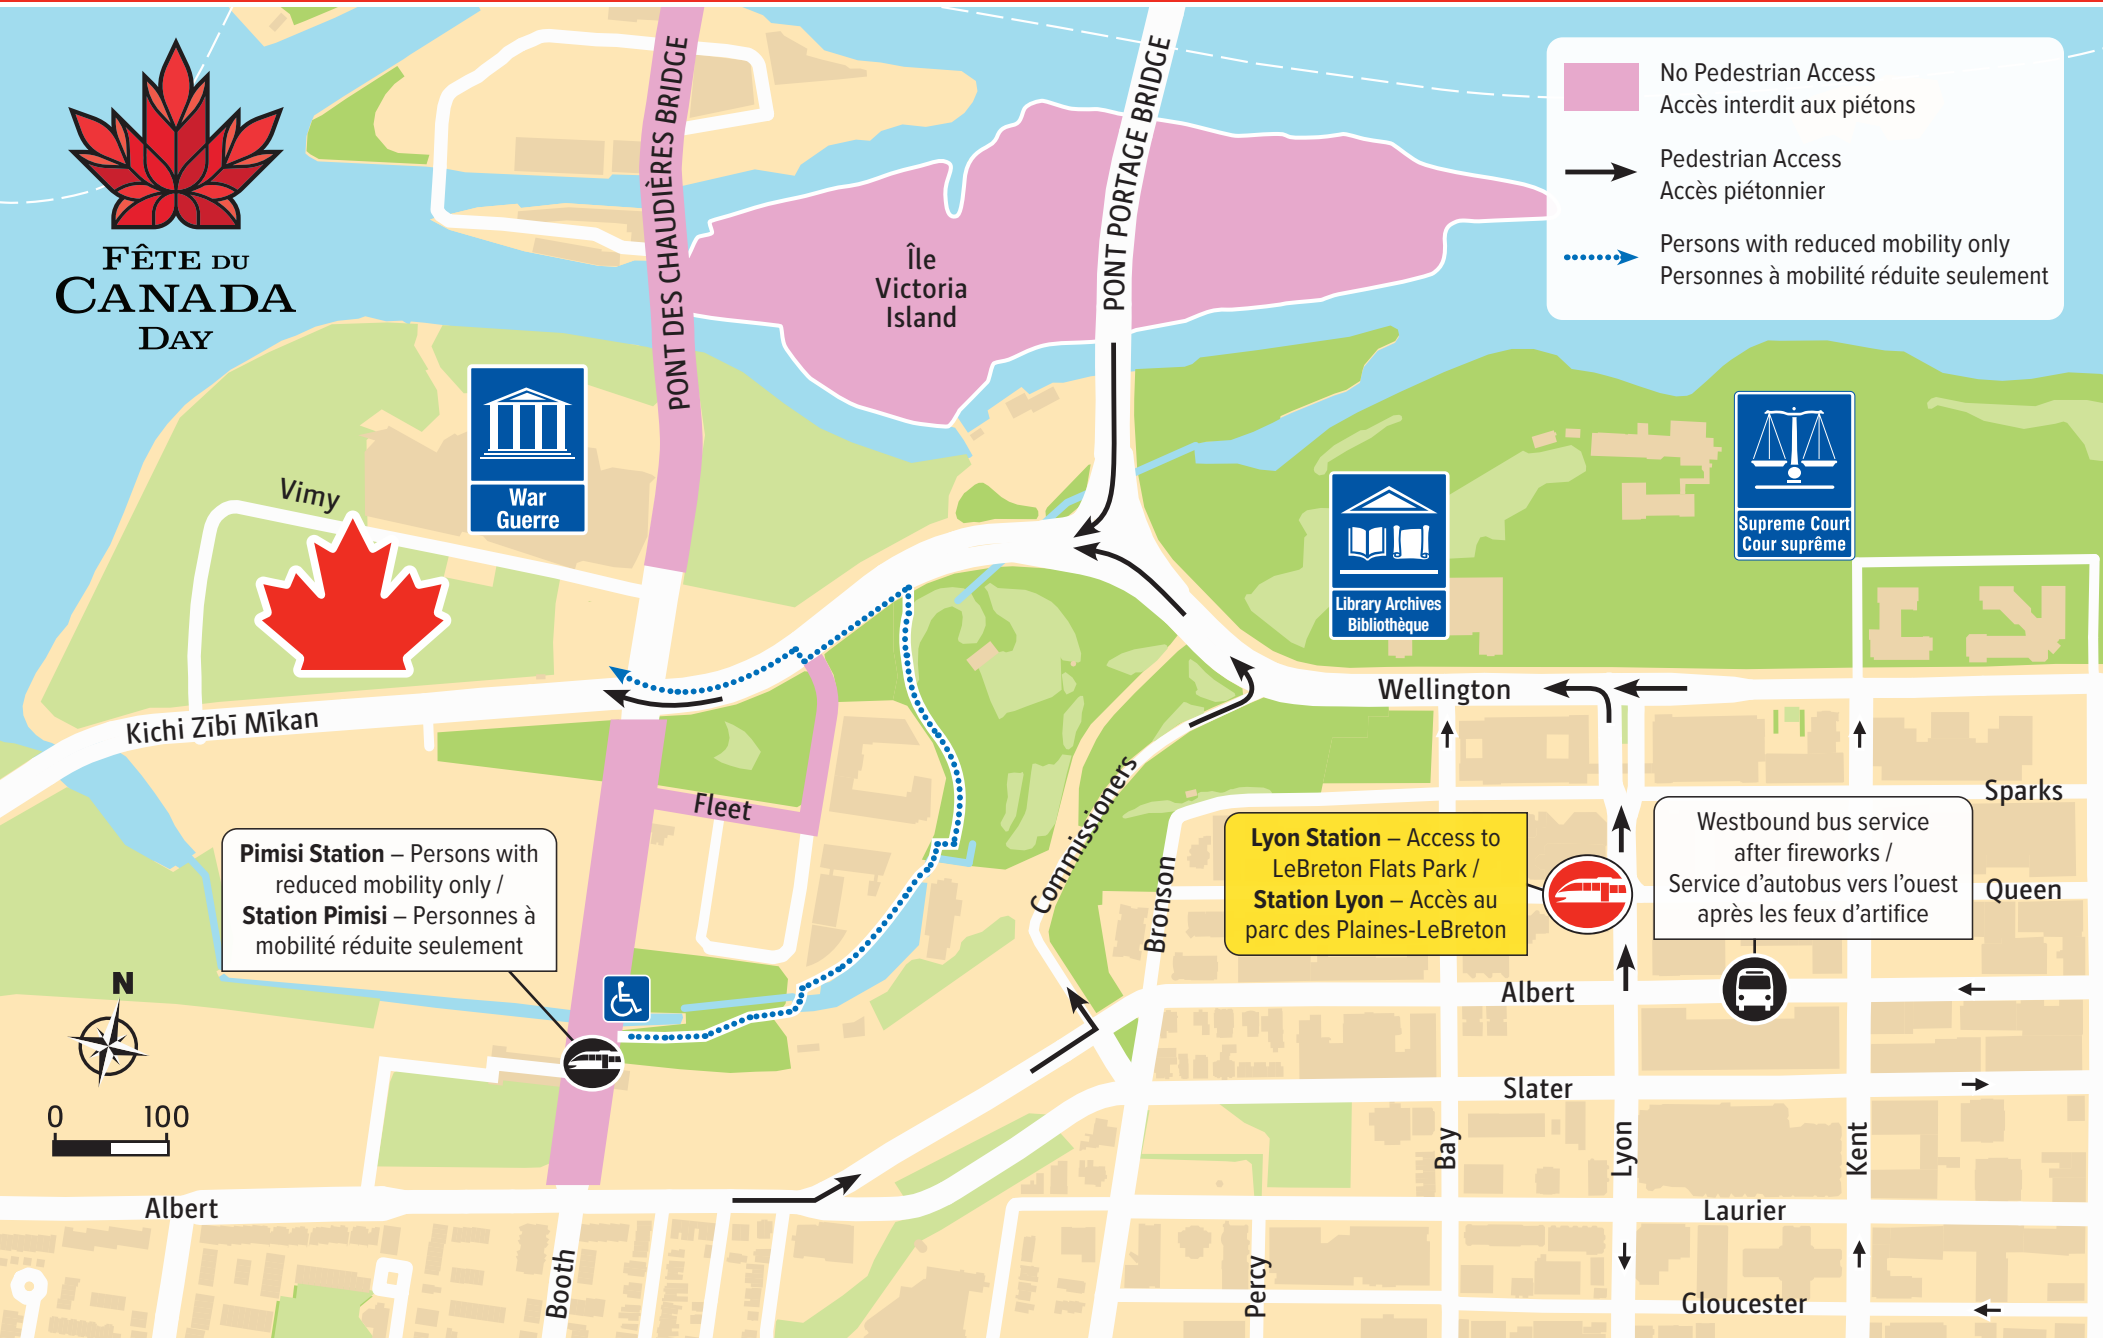 FÊTE DU
CANADA
DAY
PONT DES CHAUDIÈRES BRIDGE
PONT PORTAGE BRIDGE
No Pedestrian Access
Accès interdit aux piétons
Pedestrian Access
Accès piétonnier
Persons with reduced mobility only
Personnes à mobilité réduite seulement
Île
Victoria
Island
War
Guerre
Vimy
Supreme Court
Cour suprême
Library Archives
Bibliothèque
Wellington
Kichi Zībī Mīkan
Fleet
Commissioners
Bronson
Sparks
Pimisi Station – Persons with
reduced mobility only /
Station Pimisi – Personnes à
mobilité réduite seulement
Lyon Station – Access to
LeBreton Flats Park /
Station Lyon – Accès au
parc des Plaines-LeBreton
Westbound bus service
after fireworks /
Service d'autobus vers l'ouest
après les feux d'artifice
Queen
N
Albert
0 100
Slater
Bay
Lyon
Kent
Albert
Laurier
Booth
Percy
Gloucester